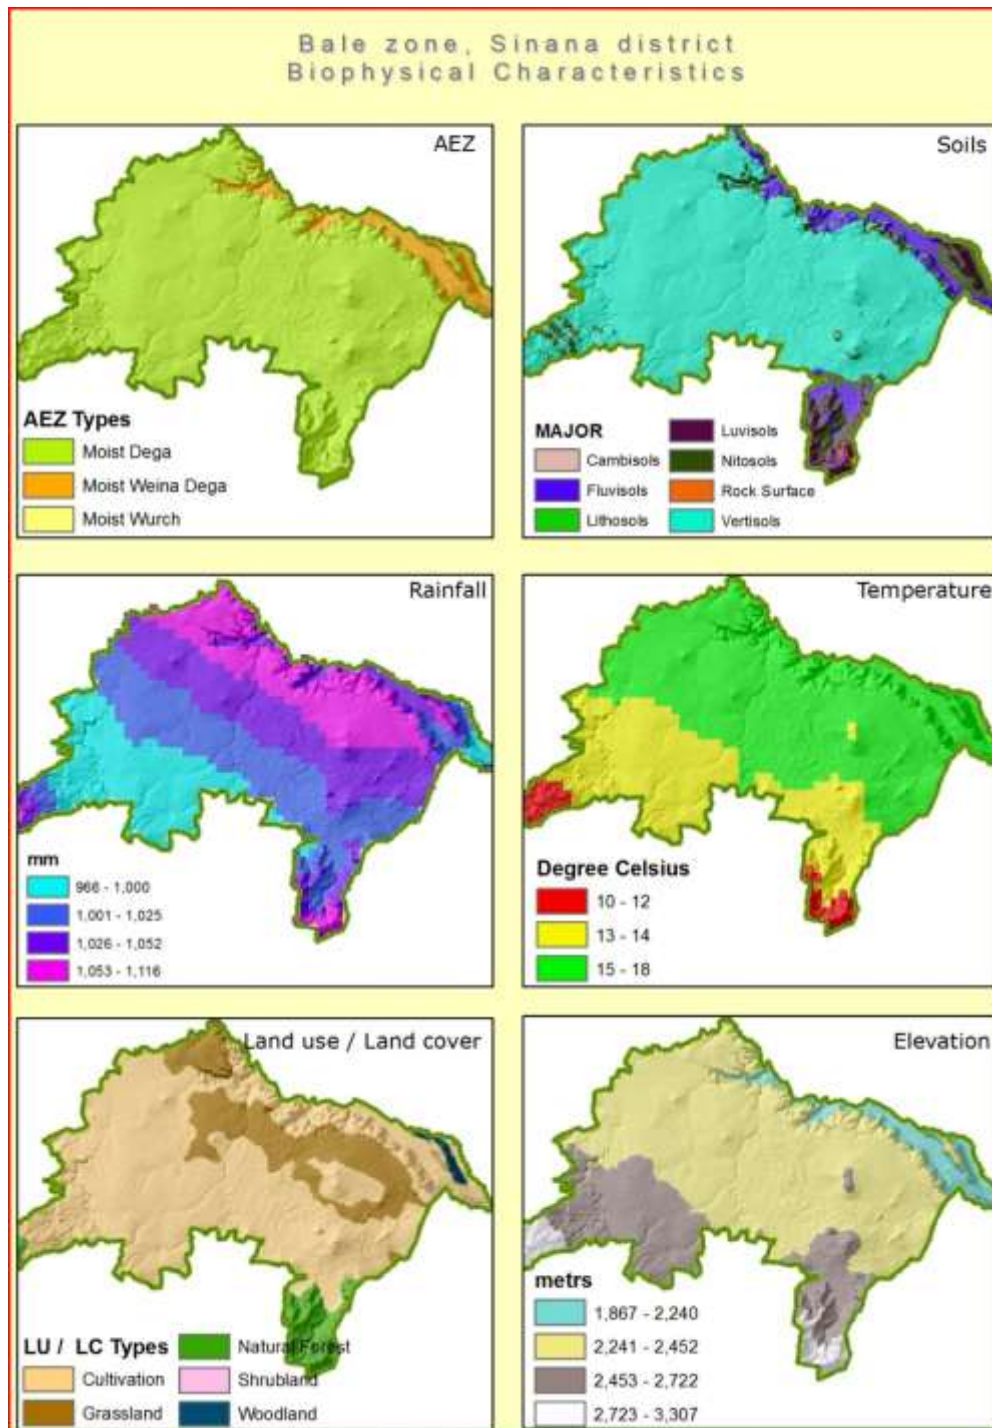 Bale zone, Sinana district
Biophysical Characteristics
AEZ
AEZ Types
Moist Dega
Moist Weina Dega
Moist Wurch
Soils
MAJOR
Cambisols
Fluvisols
Lithosols
Luvisols
Nitosols
Rock Surface
Vertisols
Rainfall
mm
966 - 1,000
1,001 - 1,025
1,026 - 1,052
1,053 - 1,116
Temperature
Degree Celsius
10 - 12
13 - 14
15 - 18
Land use / Land cover
LU / LC Types
Cultivation
Grassland
Natural Forest
Shrubland
Woodland
Elevation
metrs
1,867 - 2,240
2,241 - 2,452
2,453 - 2,722
2,723 - 3,307